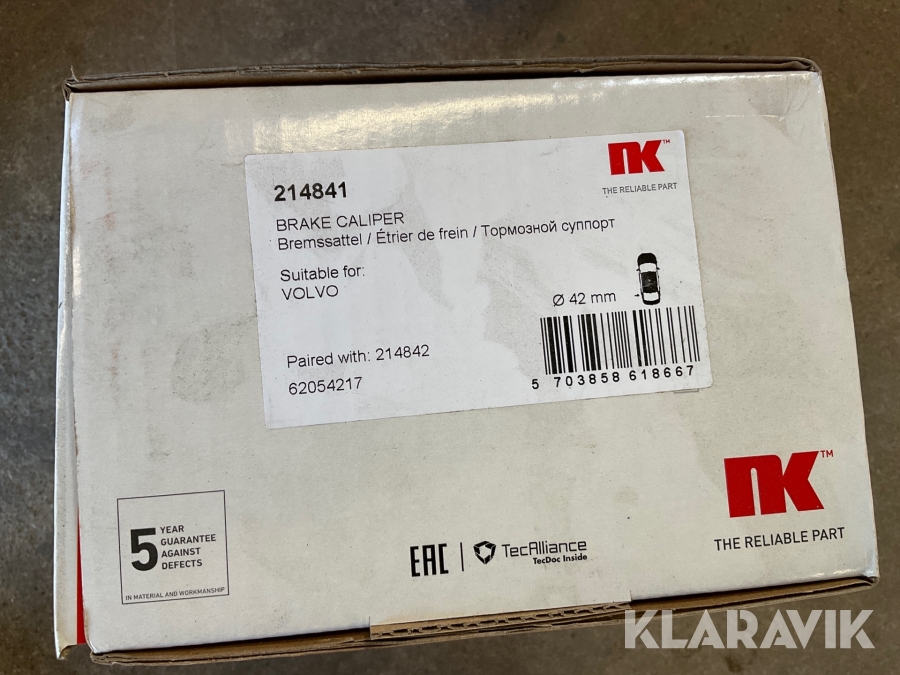 214841
NK™
THE RELIABLE PART
BRAKE CALIPER
Bremssattel / Étrier de frein / Тормозной суппорт
Suitable for:
VOLVO
Ø 42 mm
Paired with: 214842
62054217
5 703858 618667
NK™
THE RELIABLE PART
5 YEAR
GUARANTEE
AGAINST
DEFECTS
IN MATERIAL AND WORKMANSHIP
EAC
TecAlliance
TecDoc Inside
KLARAVIK